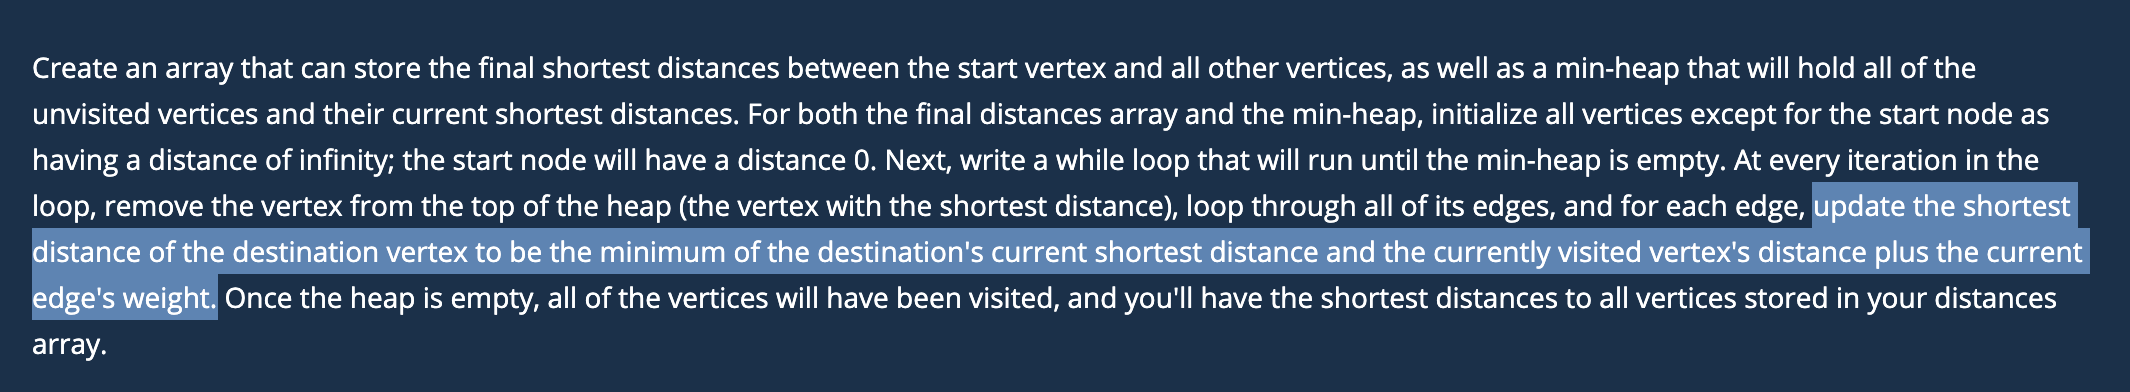 Create an array that can store the final shortest distances between the start vertex and all other vertices, as well as a min-heap that will hold all of the
unvisited vertices and their current shortest distances. For both the final distances array and the min-heap, initialize all vertices except for the start node as
having a distance of infinity; the start node will have a distance 0. Next, write a while loop that will run until the min-heap is empty. At every iteration in the
loop, remove the vertex from the top of the heap (the vertex with the shortest distance), loop through all of its edges, and for each edge, update the shortest
distance of the destination vertex to be the minimum of the destination's current shortest distance and the currently visited vertex's distance plus the current
edge's weight. Once the heap is empty, all of the vertices will have been visited, and you'll have the shortest distances to all vertices stored in your distances
array.